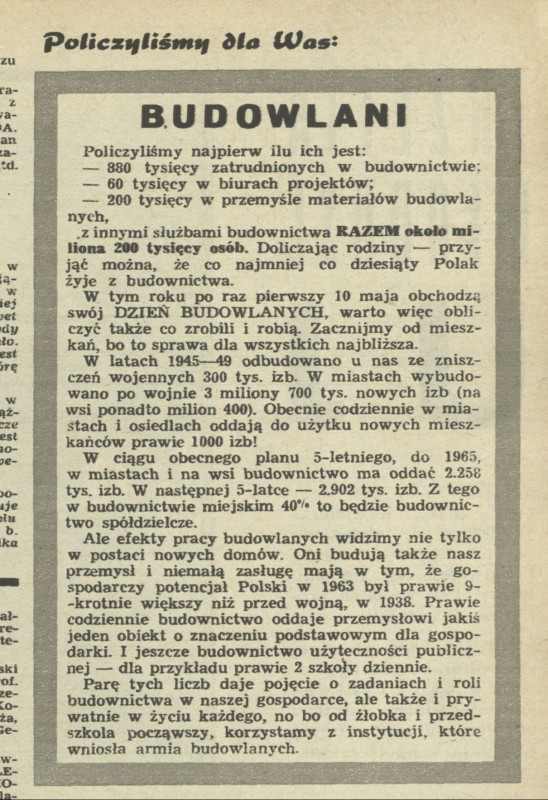 Policzyliśmy dla Was:
BUDOWLANI
Policzyliśmy najpierw ilu ich jest:
— 880 tysięcy zatrudnionych w budownictwie;
— 60 tysięcy w biurach projektów;
— 200 tysięcy w przemyśle materiałów budowla-
nych,
z innymi służbami budownictwa RAZEM około mi-
liona 200 tysięcy osób. Doliczając rodziny — przy-
jąć można, że co najmniej co dziesiąty Polak
żyje z budownictwa.
W tym roku po raz pierwszy 10 maja obchodzą
swój DZIEŃ BUDOWLANYCH, warto więc obli-
czyć także co zrobili i robią. Zacznijmy od miesz-
kań, bo to sprawa dla wszystkich najbliższa.
W latach 1945—49 odbudowano u nas ze znisz-
czeń wojennych 300 tys. izb. W miastach wybudo-
wano po wojnie 3 miliony 700 tys. nowych izb (na
wsi ponadto milion 400). Obecnie codziennie w mia-
stach i osiedlach oddają do użytku nowych miesz-
kańców prawie 1000 izb!
W ciągu obecnego planu 5-letniego, do 1965,
w miastach i na wsi budownictwo ma oddać 2.258
tys. izb. W następnej 5-latce — 2.902 tys. izb. Z tego
w budownictwie miejskim 40% to będzie budownic-
two spółdzielcze.
Ale efekty pracy budowlanych widzimy nie tylko
w postaci nowych domów. Oni budują także nasz
przemysł i niemałą zasługę mają w tym, że go-
spodarczy potencjał Polski w 1963 był prawie 9-
-krotnie większy niż przed wojną, w 1938. Prawie
codziennie budownictwo oddaje przemysłowi jakiś
jeden obiekt o znaczeniu podstawowym dla gospo-
darki. I jeszcze budownictwo użyteczności publicz-
nej — dla przykładu prawie 2 szkoły dziennie.
Parę tych liczb daje pojęcie o zadaniach i roli
budownictwa w naszej gospodarce, ale także i pry-
watnie w życiu każdego, no bo od żłobka i przed-
szkola począwszy, korzystamy z instytucji, które
wniosła armia budowlanych.